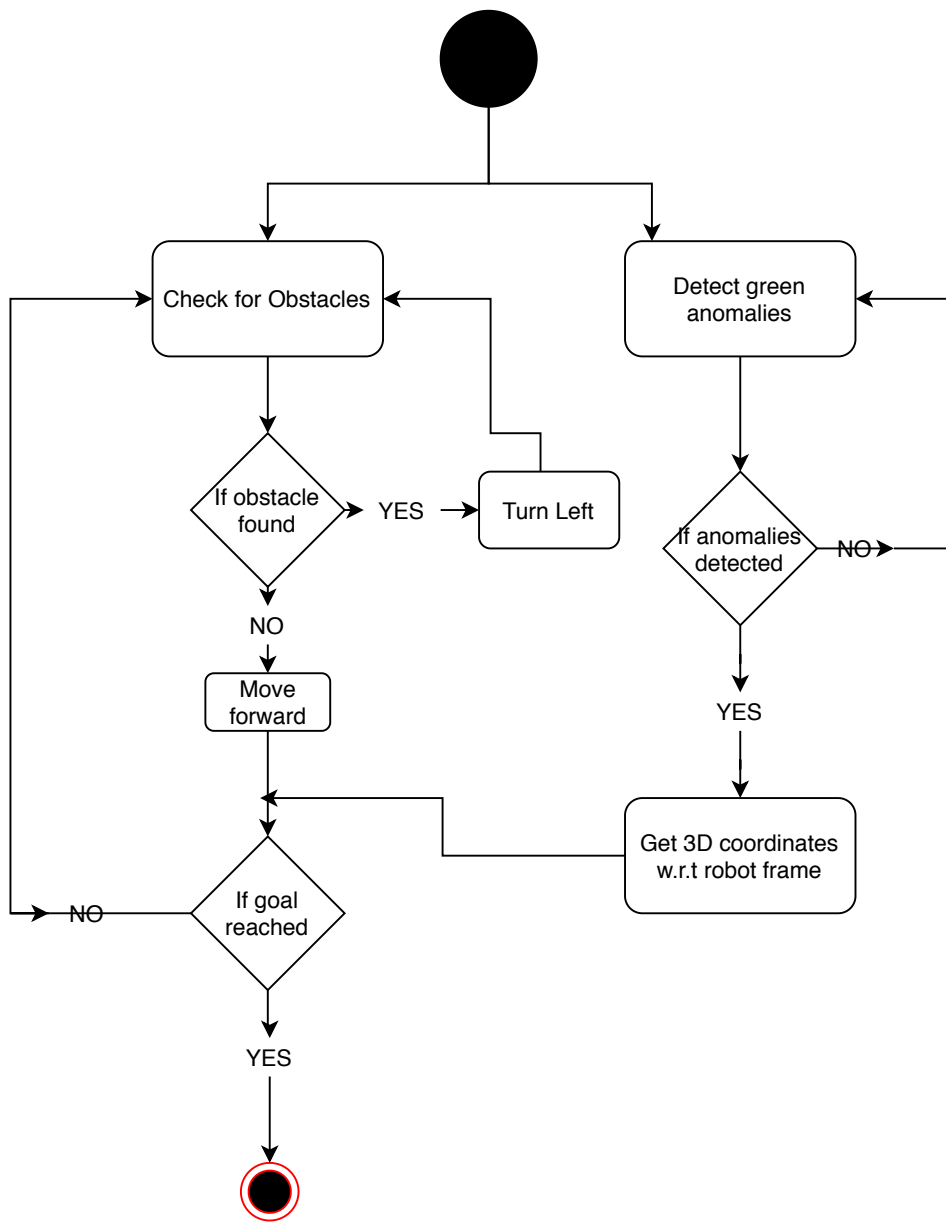 Check for Obstacles
Detect green
anomalies
If obstacle
found
YES
Turn Left
If anomalies
detected
NO
NO
Move
forward
YES
Get 3D coordinates
w.r.t robot frame
If goal
reached
NO
YES